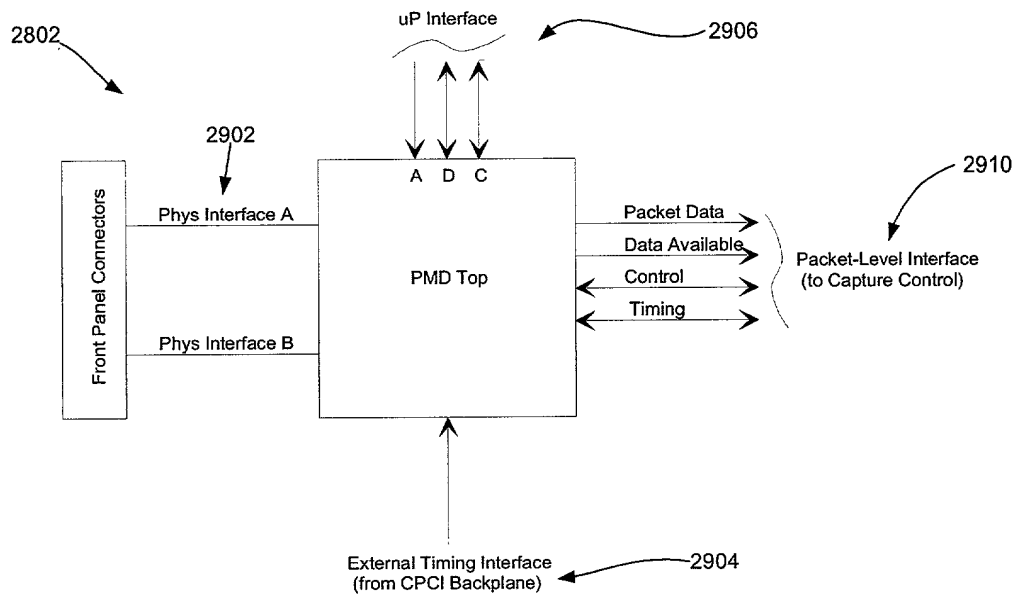 uP Interface
2802
2906
2902
2910
A D C
Front Panel Connectors
Phys Interface A
Packet Data
Data Available
PMD Top
Packet-Level Interface
(to Capture Control)
Control
Timing
Phys Interface B
External Timing Interface
(from CPCI Backplane)
2904